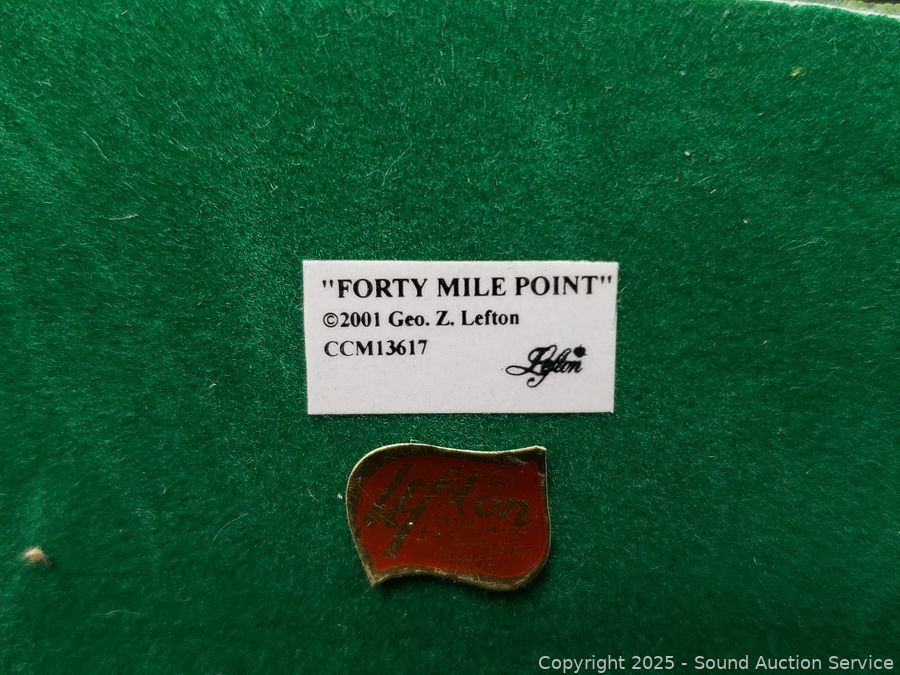 "FORTY MILE POINT"
©2001 Geo. Z. Lefton
CCM13617
Lefton
Lefton
Copyright 2025 - Sound Auction Service